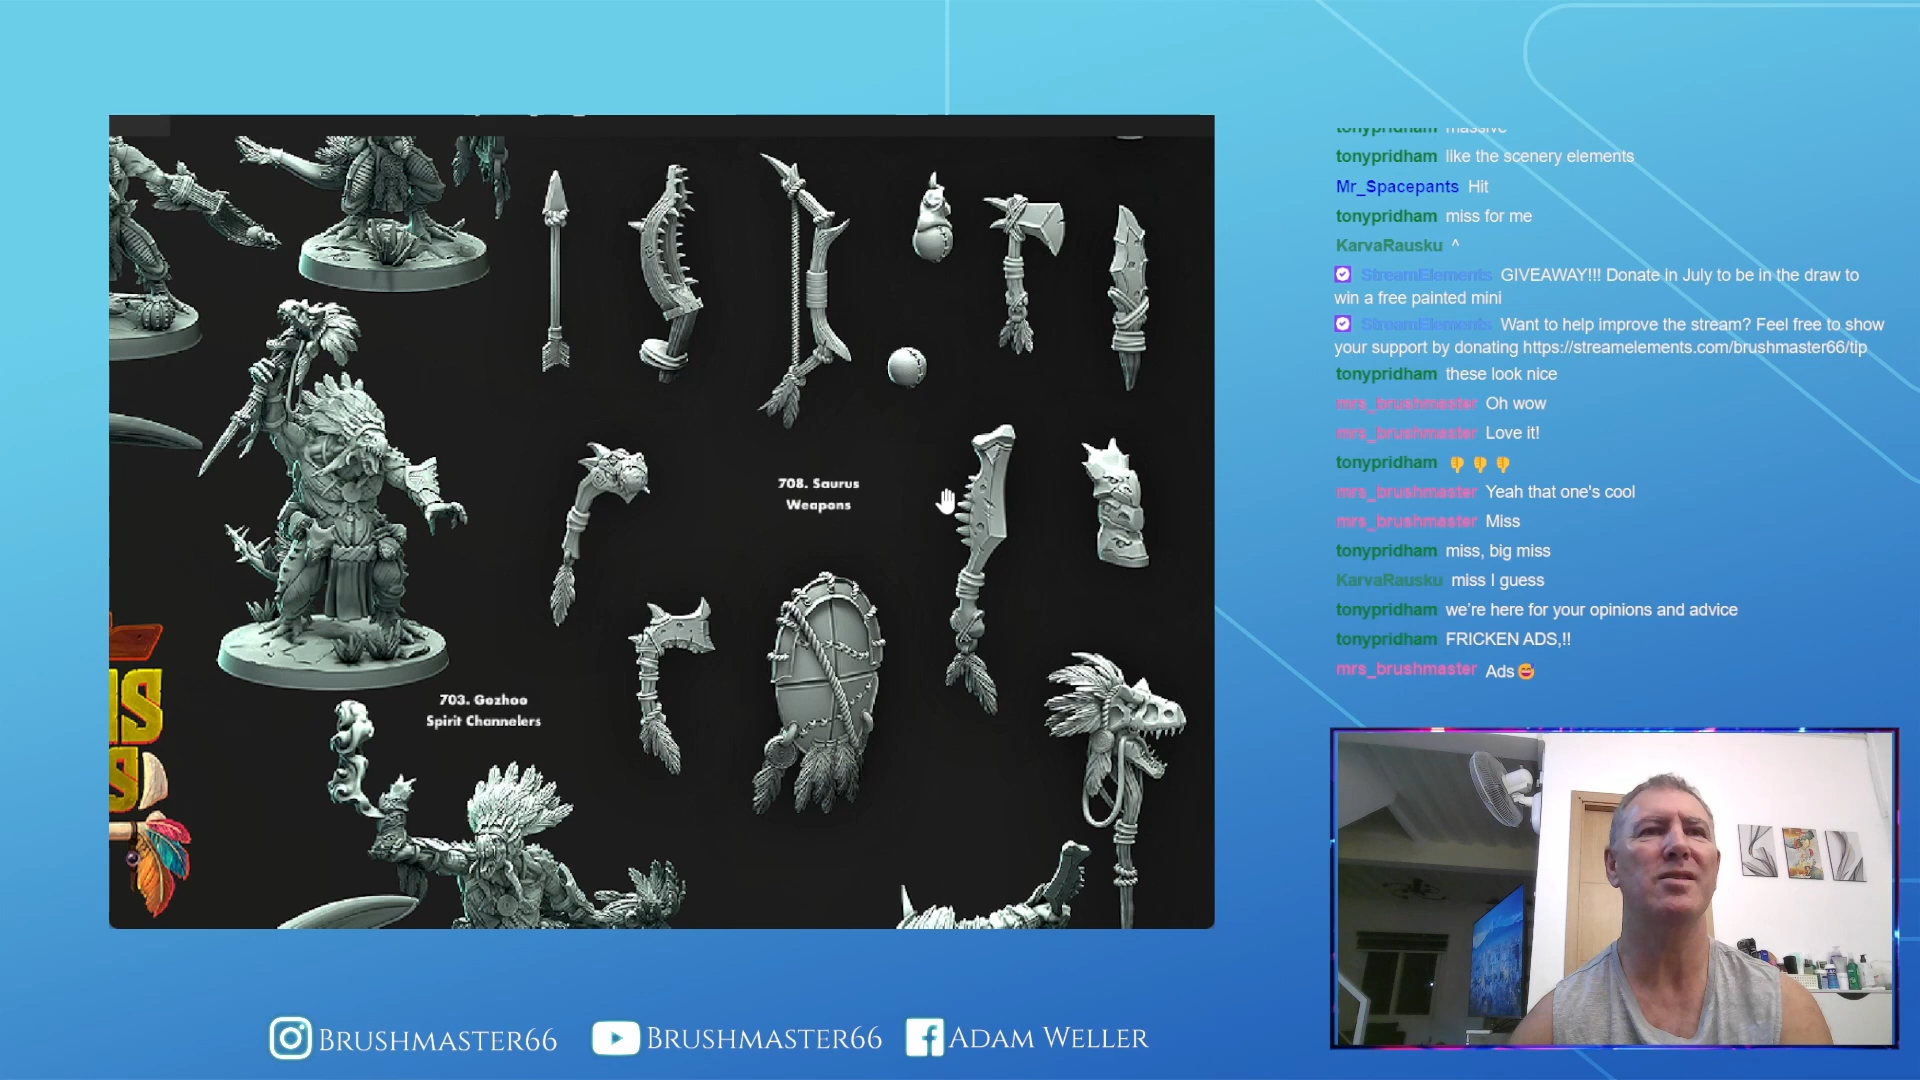 708. Saurus
Weapons
703. Gozhoo
Spirit Channelers
tonypridham massive
tonypridham like the scenery elements
Mr_Spacepants Hit
tonypridham miss for me
KarvaRausku ^
StreamElements GIVEAWAY!!! Donate in July to be in the draw to
win a free painted mini
StreamElements Want to help improve the stream? Feel free to show
your support by donating https://streamelements.com/brushmaster66/tip
tonypridham these look nice
mrs_brushmaster Oh wow
mrs_brushmaster Love it!
tonypridham 👎 👎 👎
mrs_brushmaster Yeah that one's cool
mrs_brushmaster Miss
tonypridham miss, big miss
KarvaRausku miss I guess
tonypridham we're here for your opinions and advice
tonypridham FRICKEN ADS,!!
mrs_brushmaster Ads😅
BRUSHMASTER66
BRUSHMASTER66
ADAM WELLER